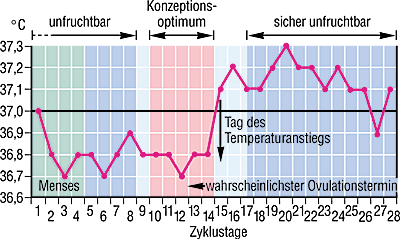 Konzeptions-
optimum
°C
unfruchtbar
sicher unfruchtbar
37,3
37,2
37,1
37,0
36,9
36,8
36,7
36,6
Tag des
Temperaturanstiegs
Menses
wahrscheinlichster Ovulationstermin
1 2 3 4 5 6 7 8 9 10 11 12 13 14 15 16 17 18 19 20 21 22 23 24 25 26 27 28
Zyklustage